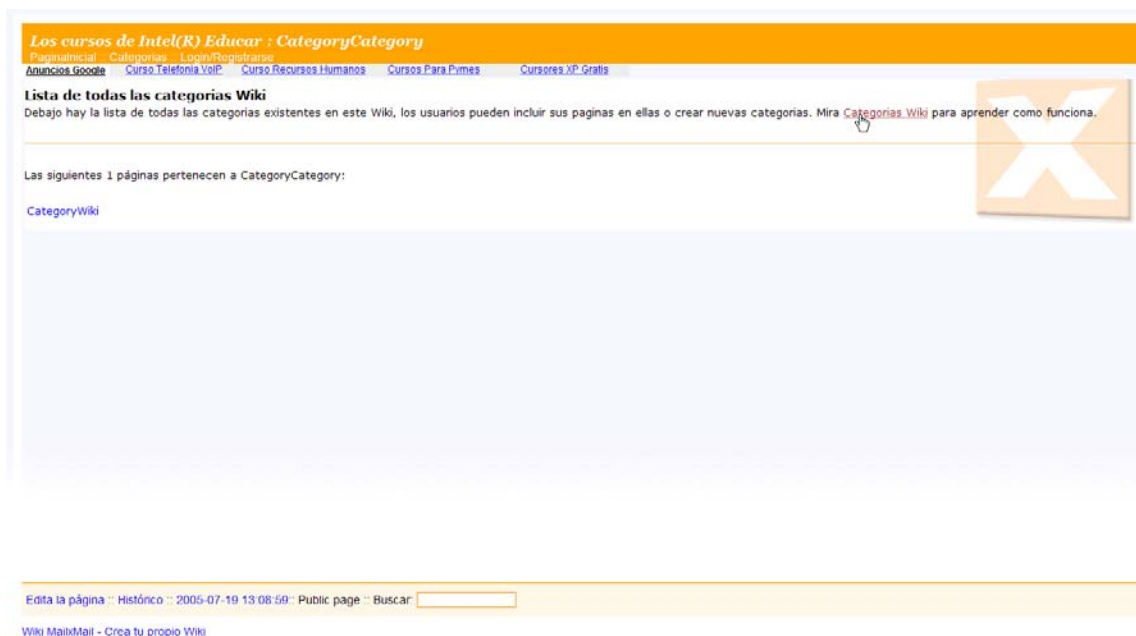 Los cursos de Intel(R) Educar : CategoryCategory
PaginaInicial :: Categorias :: Login/Registrarse
Anuncios Google Curso Telefonia VoIP Curso Recursos Humanos Cursos Para Pymes Cursores XP Gratis
Lista de todas las categorias Wiki
Debajo hay la lista de todas las categorias existentes en este Wiki, los usuarios pueden incluir sus paginas en ellas o crear nuevas categorias. Mira Categorias Wiki para aprender como funciona.
Las siguientes 1 páginas pertenecen a CategoryCategory:
CategoryWiki
Edita la página :: Histórico :: 2005-07-19 13:08:59:: Public page :: Buscar:
Wiki MailxMail - Crea tu propio Wiki